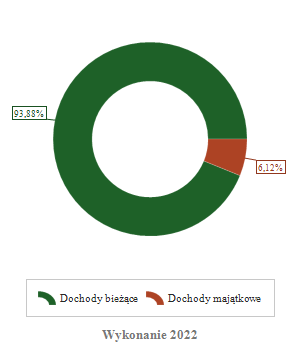 93,88%
6,12%
Dochody bieżące Dochody majątkowe
Wykonanie 2022